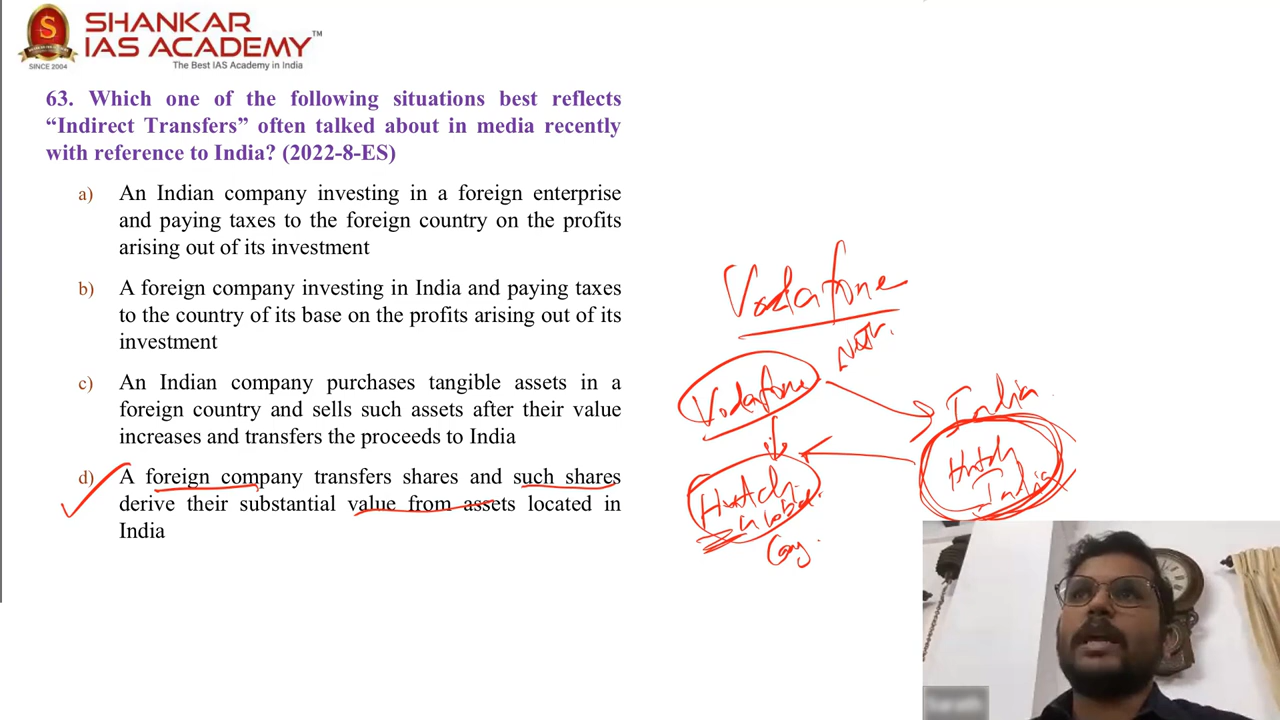 SHANKAR
IAS ACADEMY™
The Best IAS Academy in India
SINCE 2004
63. Which one of the following situations best reflects
“Indirect Transfers” often talked about in media recently
with reference to India? (2022-8-ES)
a) An Indian company investing in a foreign enterprise
and paying taxes to the foreign country on the profits
arising out of its investment
b) A foreign company investing in India and paying taxes
to the country of its base on the profits arising out of its
investment
c) An Indian company purchases tangible assets in a
foreign country and sells such assets after their value
increases and transfers the proceeds to India
d) A foreign company transfers shares and such shares
derive their substantial value from assets located in
India
Vodafone
Neth.
Vodafone
India
Hutch
India
Hutch
Global